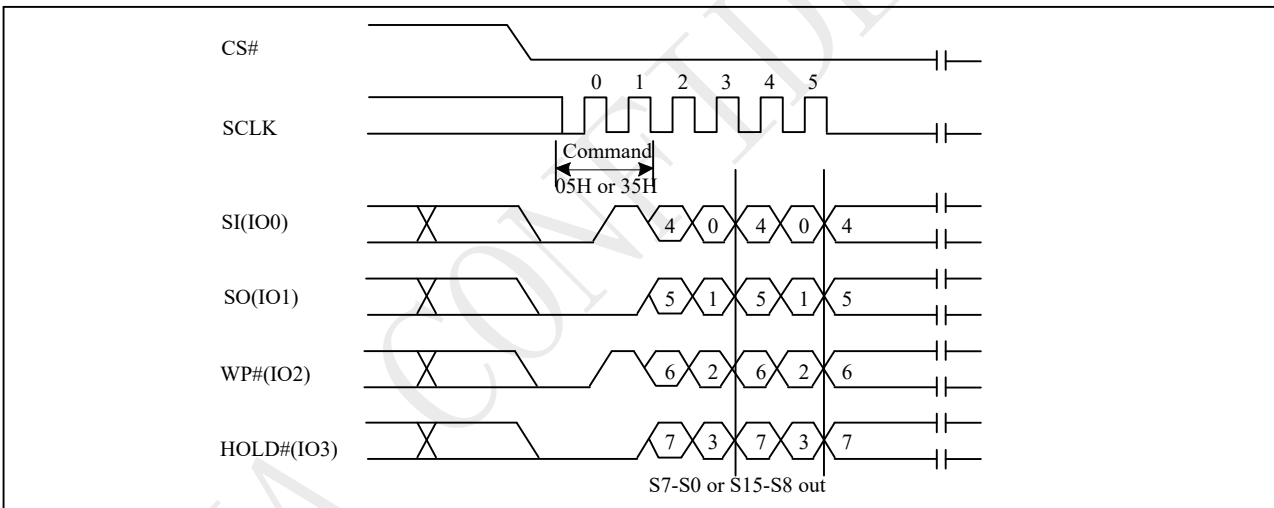 CS#
0 1 2 3 4 5
SCLK
Command
05H or 35H
SI(IO0) 4 0 4 0 4
SO(IO1) 5 1 5 1 5
WP#(IO2) 6 2 6 2 6
HOLD#(IO3) 7 3 7 3 7
S7-S0 or S15-S8 out